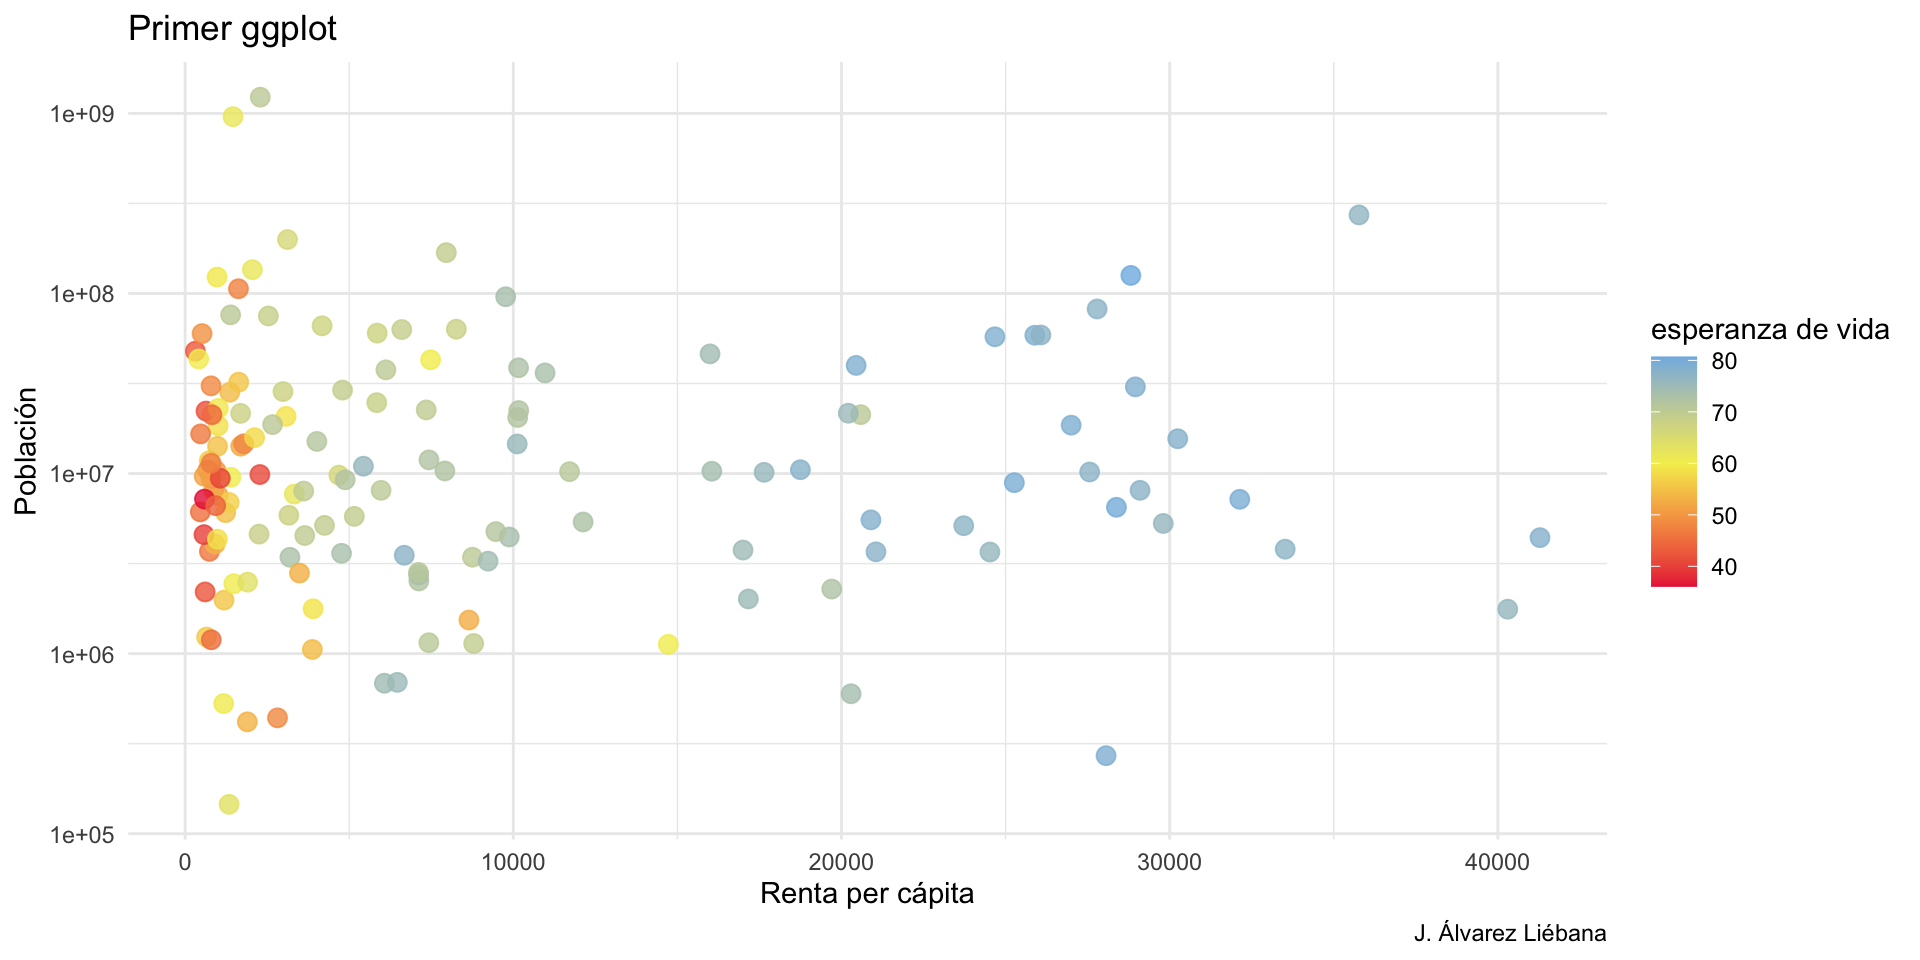 Primer ggplot
1e+09
1e+08
1e+07
1e+06
1e+05
Población
0 10000 20000 30000 40000
Renta per cápita
esperanza de vida
80
70
60
50
40
J. Álvarez Liébana